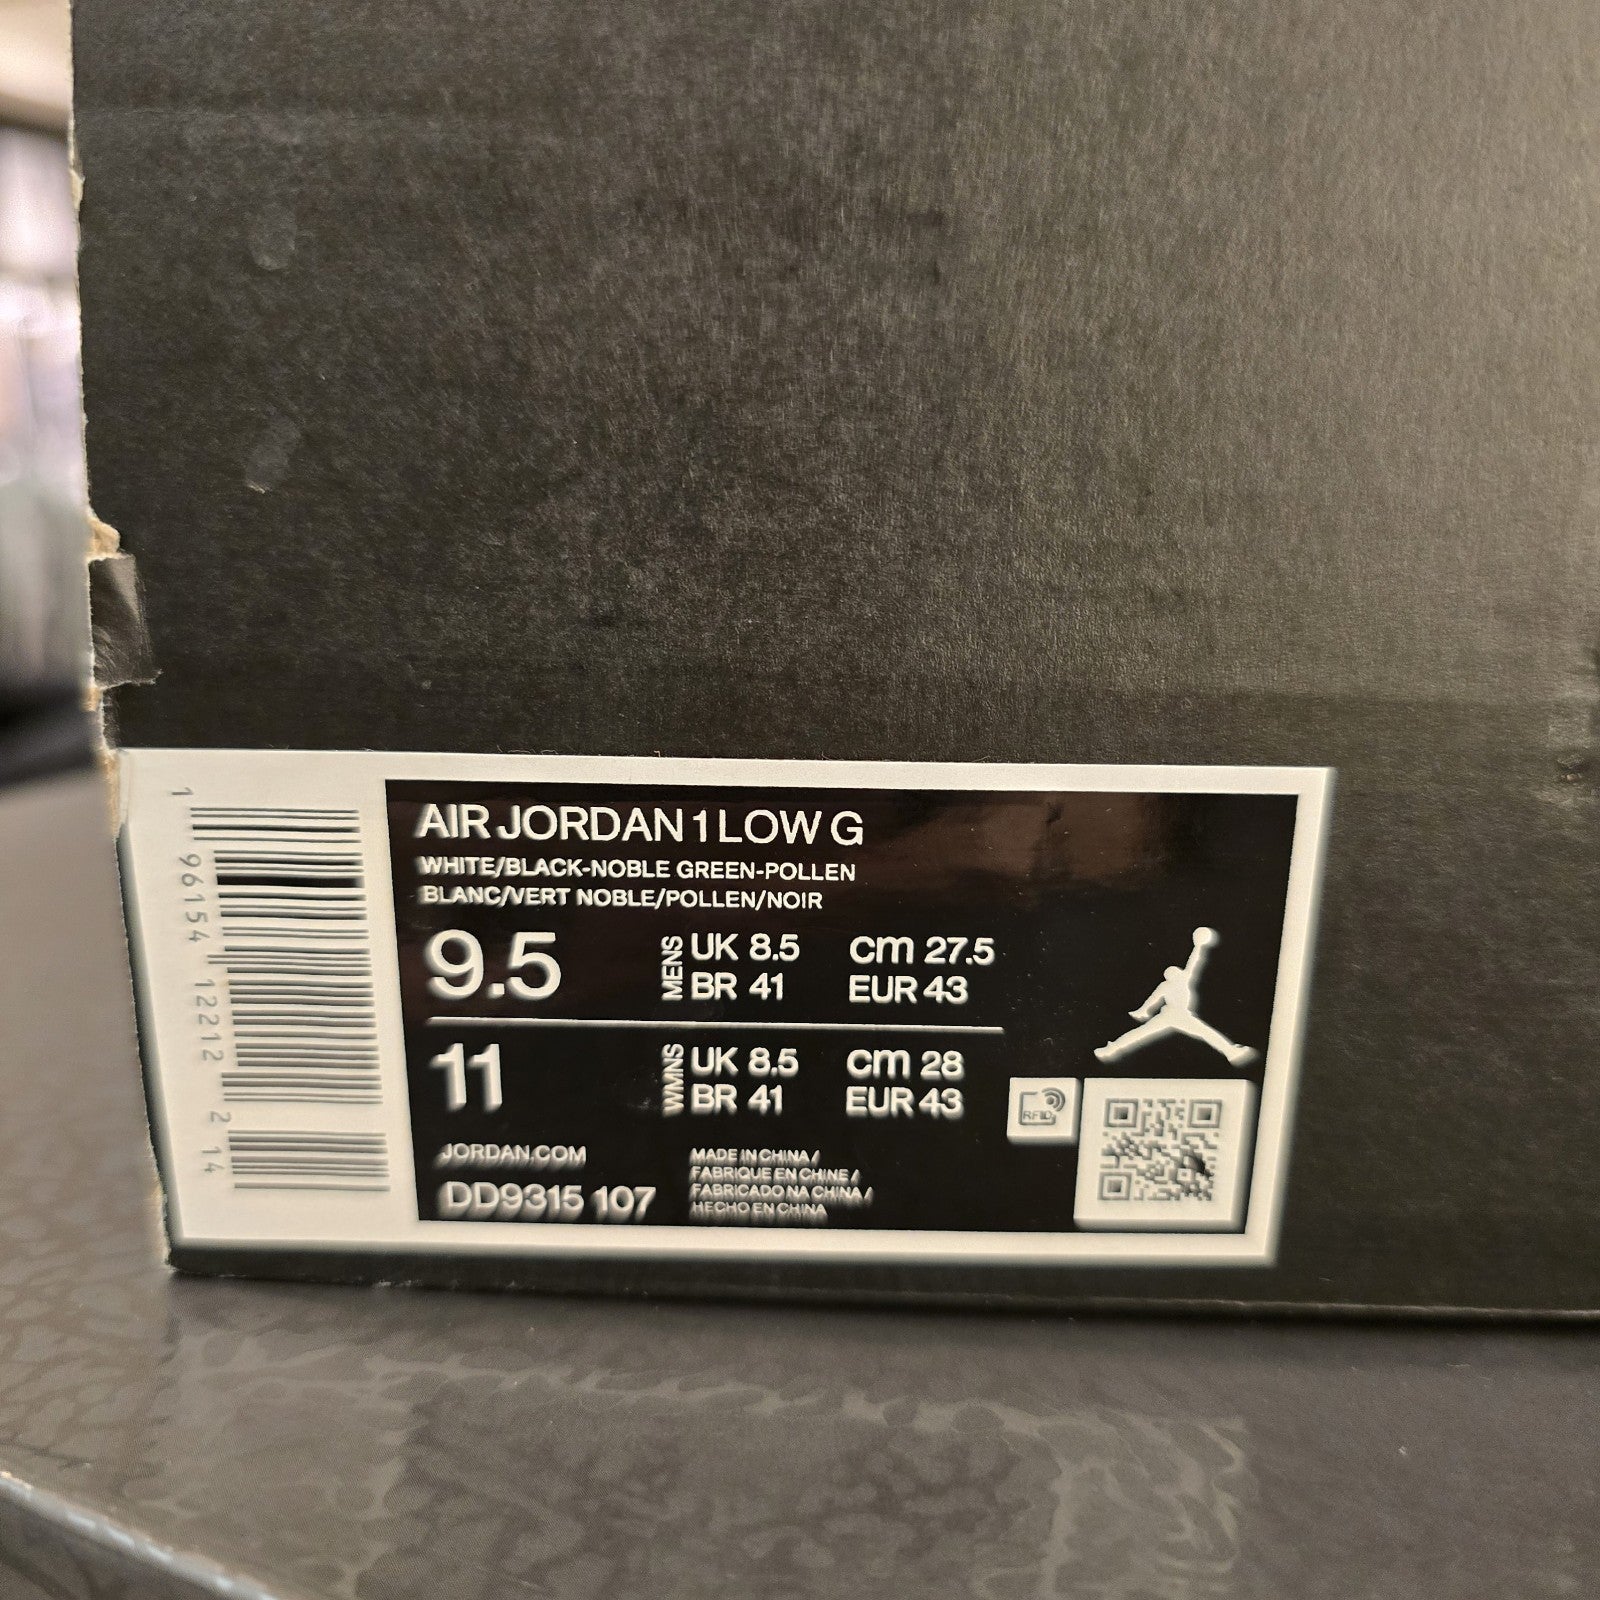 AIR JORDAN 1 LOW G
WHITE/BLACK-NOBLE GREEN-POLLEN
BLANC/VERT NOBLE/POLLEN/NOIR
9.5 MENS UK 8.5 CM 27.5
BR 41 EUR 43
11 WMNS UK 8.5 CM 28
BR 41 EUR 43
JORDAN.COM
DD9315 107
MADE IN CHINA /
FABRIQUE EN CHINE /
FABRICADO NA CHINA /
HECHO EN CHINA
RFID
1 96154 12212 2 14